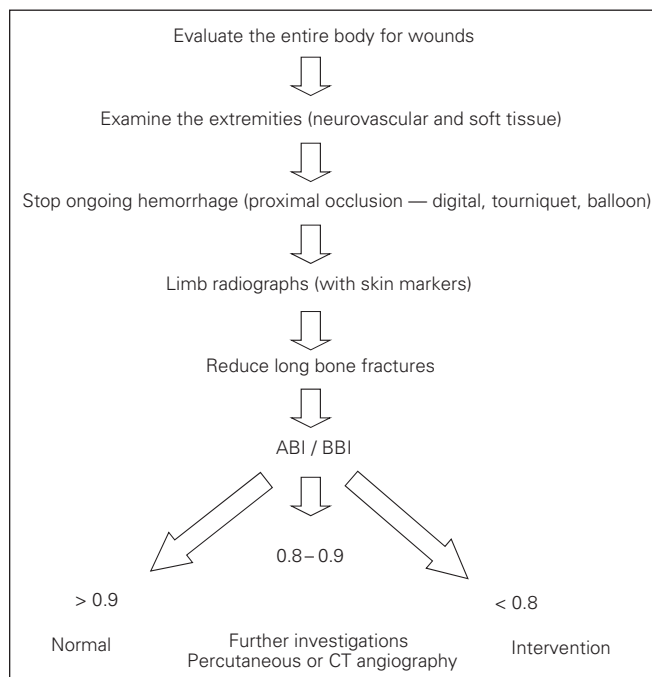 Evaluate the entire body for wounds
Examine the extremities (neurovascular and soft tissue)
Stop ongoing hemorrhage (proximal occlusion — digital, tourniquet, balloon)
Limb radiographs (with skin markers)
Reduce long bone fractures
ABI / BBI
0.8–0.9
> 0.9
< 0.8
Normal
Further investigations
Percutaneous or CT angiography
Intervention